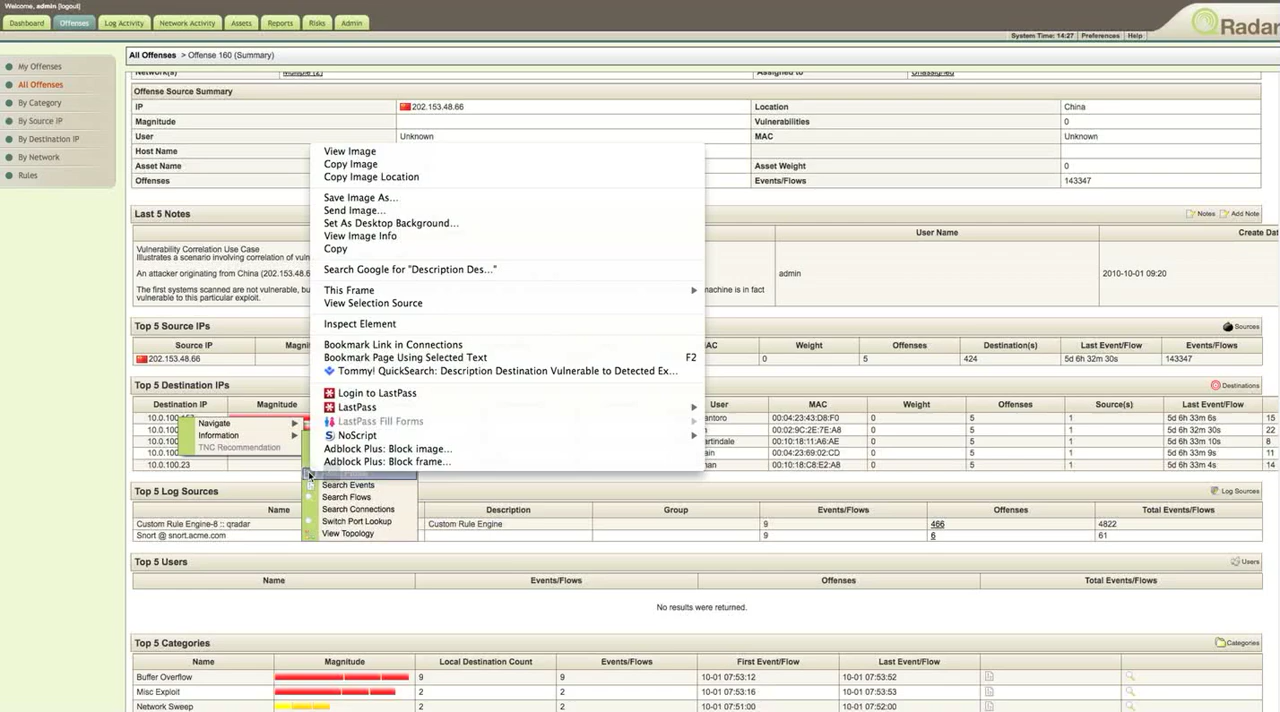 Welcome, admin [logout]
Dashboard Offenses Log Activity Network Activity Assets Reports Risks Admin
QRadar
System Time: 14:27 Preferences Help
All Offenses > Offense 160 (Summary)
My Offenses
All Offenses
By Category
By Source IP
By Destination IP
By Network
Rules
Network(s) Multiple (2) Assigned to Unassigned
Offense Source Summary
IP 202.153.48.66 Location China
Magnitude Vulnerabilities 0
User Unknown MAC Unknown
Host Name
Asset Name Asset Weight 0
Offenses Events/Flows 143347
View Image
Copy Image
Copy Image Location
Save Image As...
Send Image...
Set As Desktop Background...
View Image Info
Copy
Search Google for "Description Des..."
This Frame
View Selection Source
Inspect Element
Bookmark Link in Connections
Bookmark Page Using Selected Text F2
Tommy! QuickSearch: Description Destination Vulnerable to Detected Ex...
Login to LastPass
LastPass
LastPass Fill Forms
NoScript
Adblock Plus: Block image...
Adblock Plus: Block frame...
Last 5 Notes Notes Add Note
User Name Create Dat
Vulnerability Correlation Use Case
Illustrates a scenario involving correlation of vuln
An attacker originating from China (202.153.48.6
admin 2010-10-01 09:20
The first systems scanned are not vulnerable, bu machine is in fact
vulnerable to this particular exploit.
Top 5 Source IPs Sources
Source IP Magni AC Weight Offenses Destination(s) Last Event/Flow Events/Flows
202.153.48.66 0 5 424 5d 6h 32m 30s 143347
Top 5 Destination IPs Destinations
Destination IP Magnitude User MAC Weight Offenses Source(s) Last Event/Flow
10.0.100 antoro 00:04:23:43:D8:F0 0 5 1 5d 6h 33m 6s 15
10.0.100 00:02:9C:2E:7E:A8 0 5 1 5d 6h 32m 30s 22
10.0.100 artindale 00:10:18:11:A6:AE 0 5 1 5d 6h 33m 10s 8
10.0.100 ain 00:04:23:69:02:CD 0 5 1 5d 6h 33m 9s 11
10.0.100.23 man 00:10:18:C8:E2:A8 0 5 1 5d 6h 33m 4s 14
Navigate
Information
TNC Recommendation
Search Events
Search Flows
Search Connections
Switch Port Lookup
View Topology
Top 5 Log Sources Log Sources
Name Description Group Events/Flows Offenses Total Events/Flows
Custom Rule Engine-8 :: qradar Custom Rule Engine 9 466 4822
Snort @ snort.acme.com 9 6 61
Top 5 Users Users
Name Events/Flows Offenses Total Events/Flows
No results were returned.
Top 5 Categories Categories
Name Magnitude Local Destination Count Events/Flows First Event/Flow Last Event/Flow
Buffer Overflow 9 9 10-01 07:53:12 10-01 07:53:52
Misc Exploit 2 2 10-01 07:53:16 10-01 07:53:53
Network Sweep 2 2 10-01 07:51:00 10-01 07:52:00